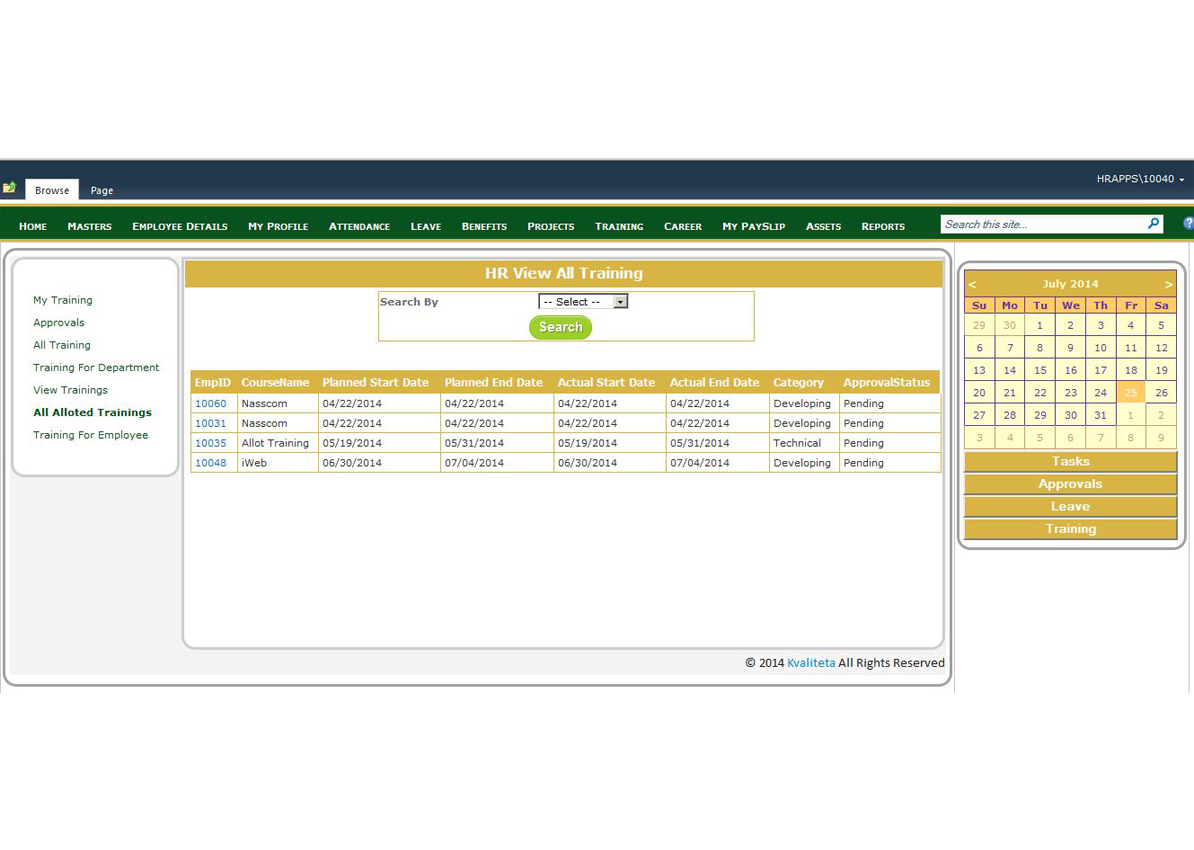 Browse Page HRAPPS\10040
HOME MASTERS EMPLOYEE DETAILS MY PROFILE ATTENDANCE LEAVE BENEFITS PROJECTS TRAINING CAREER MY PAYSLIP ASSETS REPORTS Search this site... ?
My Training
Approvals
All Training
Training For Department
View Trainings
All Alloted Trainings
Training For Employee
HR View All Training
Search By -- Select --
Search
EmpID CourseName Planned Start Date Planned End Date Actual Start Date Actual End Date Category ApprovalStatus
10060 Nasscom 04/22/2014 04/22/2014 04/22/2014 04/22/2014 Developing Pending
10031 Nasscom 04/22/2014 04/22/2014 04/22/2014 04/22/2014 Developing Pending
10035 Allot Training 05/19/2014 05/31/2014 05/19/2014 05/31/2014 Technical Pending
10048 iWeb 06/30/2014 07/04/2014 06/30/2014 07/04/2014 Developing Pending
© 2014 Kvaliteta All Rights Reserved
< July 2014 >
Su Mo Tu We Th Fr Sa
29 30 1 2 3 4 5
6 7 8 9 10 11 12
13 14 15 16 17 18 19
20 21 22 23 24 25 26
27 28 29 30 31 1 2
3 4 5 6 7 8 9
Tasks
Approvals
Leave
Training